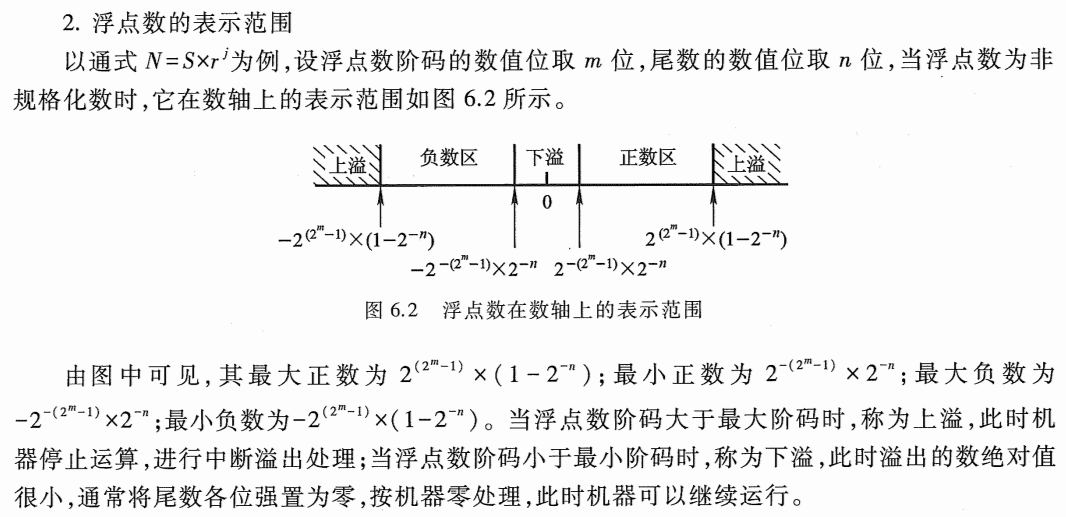 2. 浮点数的表示范围
以通式 N=S×r^j为例,设浮点数阶码的数值位取 m 位,尾数的数值位取 n 位,当浮点数为非
规格化数时,它在数轴上的表示范围如图 6.2 所示。
上溢 负数区 下溢 正数区 上溢
0
-2^(2^m-1)×(1-2^-n) 2^(2^m-1)×(1-2^-n)
-2^-(2^m-1)×2^-n 2^-(2^m-1)×2^-n
图 6.2 浮点数在数轴上的表示范围
由图中可见,其最大正数为 2^(2^m-1)×(1-2^-n);最小正数为 2^-(2^m-1)×2^-n;最大负数为
-2^-(2^m-1)×2^-n;最小负数为-2^(2^m-1)×(1-2^-n)。当浮点数阶码大于最大阶码时,称为上溢,此时机
器停止运算,进行中断溢出处理;当浮点数阶码小于最小阶码时,称为下溢,此时溢出的数绝对值
很小,通常将尾数各位强置为零,按机器零处理,此时机器可以继续运行。